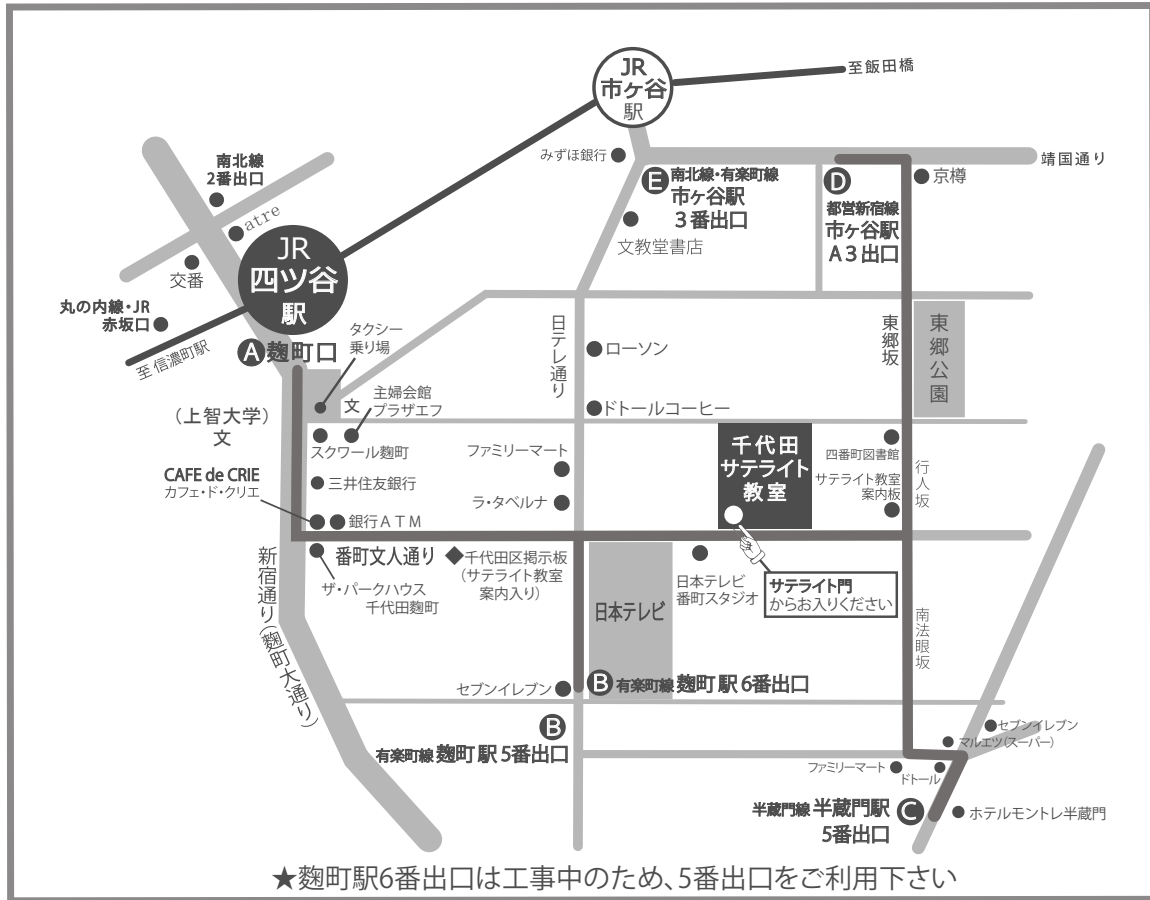 JR
市ヶ谷
駅
至飯田橋
みずほ銀行
靖国通り
南北線
2番出口
atre
交番
JR
四ツ谷
駅
丸の内線・JR
赤坂口
至信濃町駅
E 南北線・有楽町線
市ヶ谷駅
3番出口
文教堂書店
D
都営新宿線
市ヶ谷駅
A3出口
京樽
A 麹町口
タクシー
乗り場
文
主婦会館
プラザエフ
(上智大学)
文
スクワール麹町
CAFE de CRIE
カフェ・ド・クリエ
三井住友銀行
銀行ATM
日テレ通り
ローソン
ドトールコーヒー
ファミリーマート
ラ・タベルナ
東郷坂
東郷公園
千代田
サテライト
教室
四番町図書館
サテライト教室
案内板
行人坂
番町文人通り
ザ・パークハウス
千代田麹町
◆千代田区掲示板
(サテライト教室
案内入り)
日本テレビ
日本テレビ
番町スタジオ
サテライト門
からお入りください
南法眼坂
新宿通り(麹町大通り)
セブンイレブン
B 有楽町線 麹町駅 6番出口
B
有楽町線 麹町駅 5番出口
セブンイレブン
マルエツ(スーパー)
ファミリーマート
ドトール
半蔵門線 半蔵門駅
5番出口
C
ホテルモントレ半蔵門
★麹町駅6番出口は工事中のため、5番出口をご利用下さい